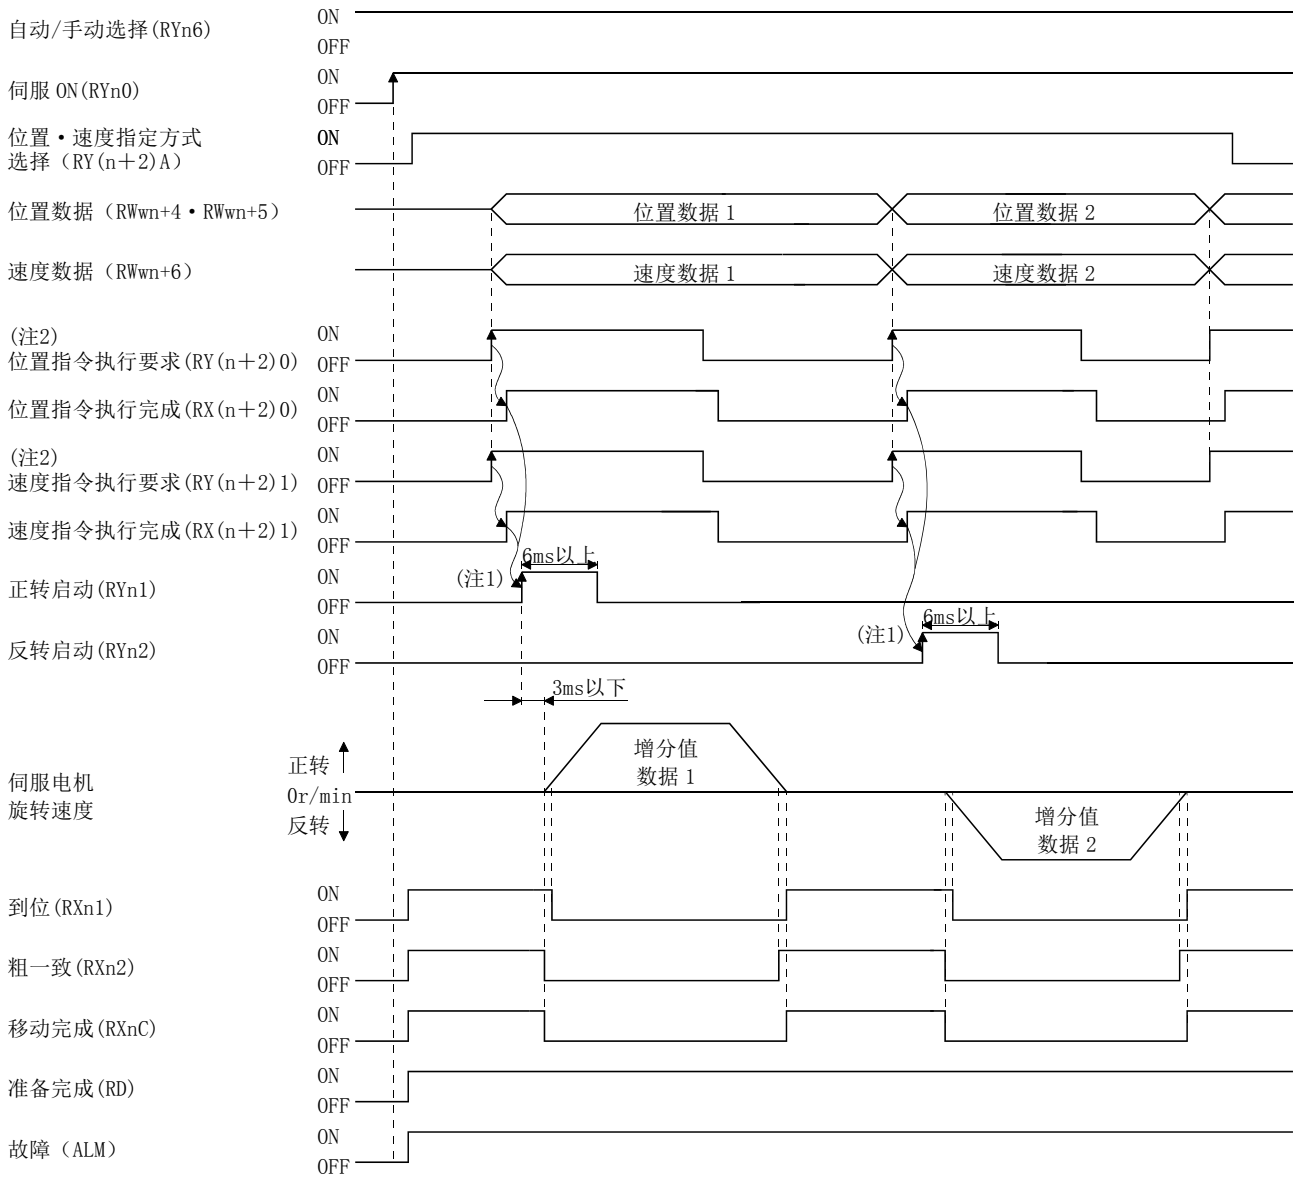 自动/手动选择(RYn6)
ON
OFF
伺服 ON(RYn0)
ON
OFF
位置·速度指定方式
选择（RY(n＋2)A）
ON
OFF
位置数据（RWwn+4·RWwn+5）
位置数据 1
位置数据 2
速度数据（RWwn+6）
速度数据 1
速度数据 2
(注2)
位置指令执行要求(RY(n＋2)0)
ON
OFF
位置指令执行完成(RX(n＋2)0)
ON
OFF
(注2)
速度指令执行要求(RY(n＋2)1)
ON
OFF
速度指令执行完成(RX(n＋2)1)
ON
OFF
正转启动(RYn1)
ON
OFF
(注1)
6ms以上
反转启动(RYn2)
ON
OFF
(注1)
6ms以上
3ms以下
伺服电机
旋转速度
正转
0r/min
反转
增分值
数据 1
增分值
数据 2
到位(RXn1)
ON
OFF
粗一致(RXn2)
ON
OFF
移动完成(RXnC)
ON
OFF
准备完成(RD)
ON
OFF
故障（ALM）
ON
OFF